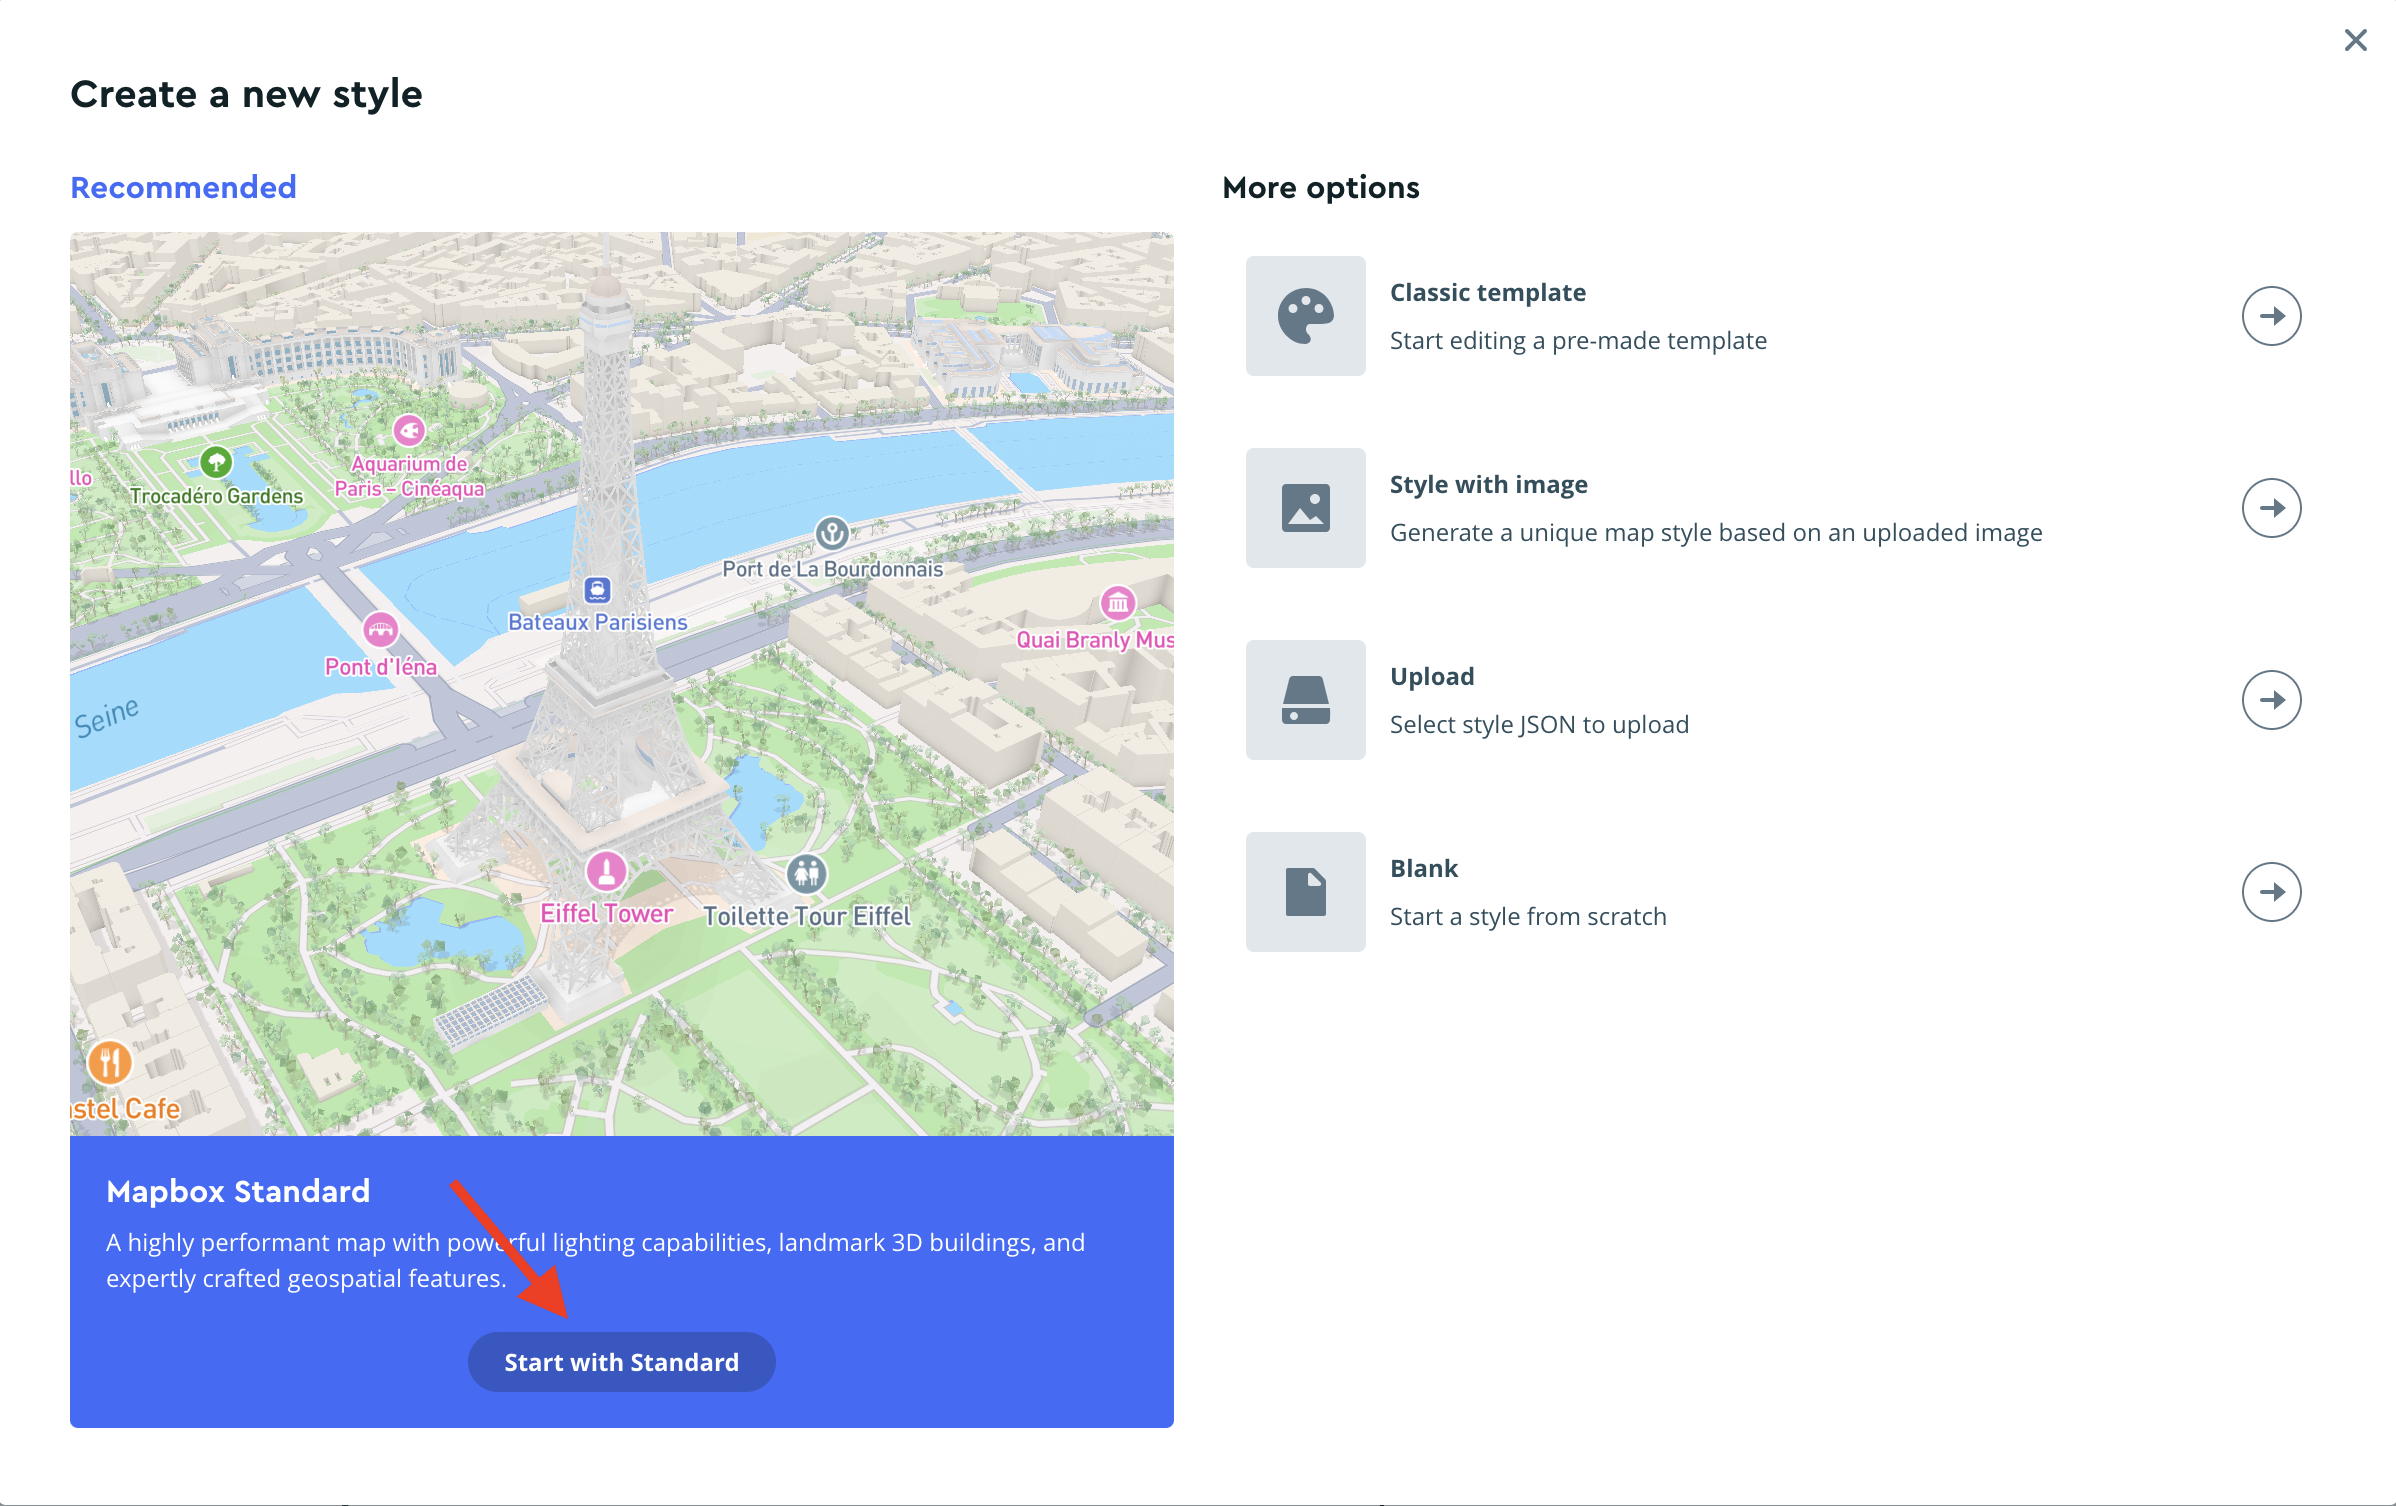 Create a new style
Recommended
More options
llo
Trocadéro Gardens
Aquarium de
Paris – Cinéaqua
Port de La Bourdonnais
Bateaux Parisiens
Quai Branly Mus
Pont d'Iéna
Seine
Eiffel Tower
Toilette Tour Eiffel
stel Cafe
Mapbox Standard
A highly performant map with powerful lighting capabilities, landmark 3D buildings, and
expertly crafted geospatial features.
Start with Standard
Classic template
Start editing a pre-made template
Style with image
Generate a unique map style based on an uploaded image
Upload
Select style JSON to upload
Blank
Start a style from scratch